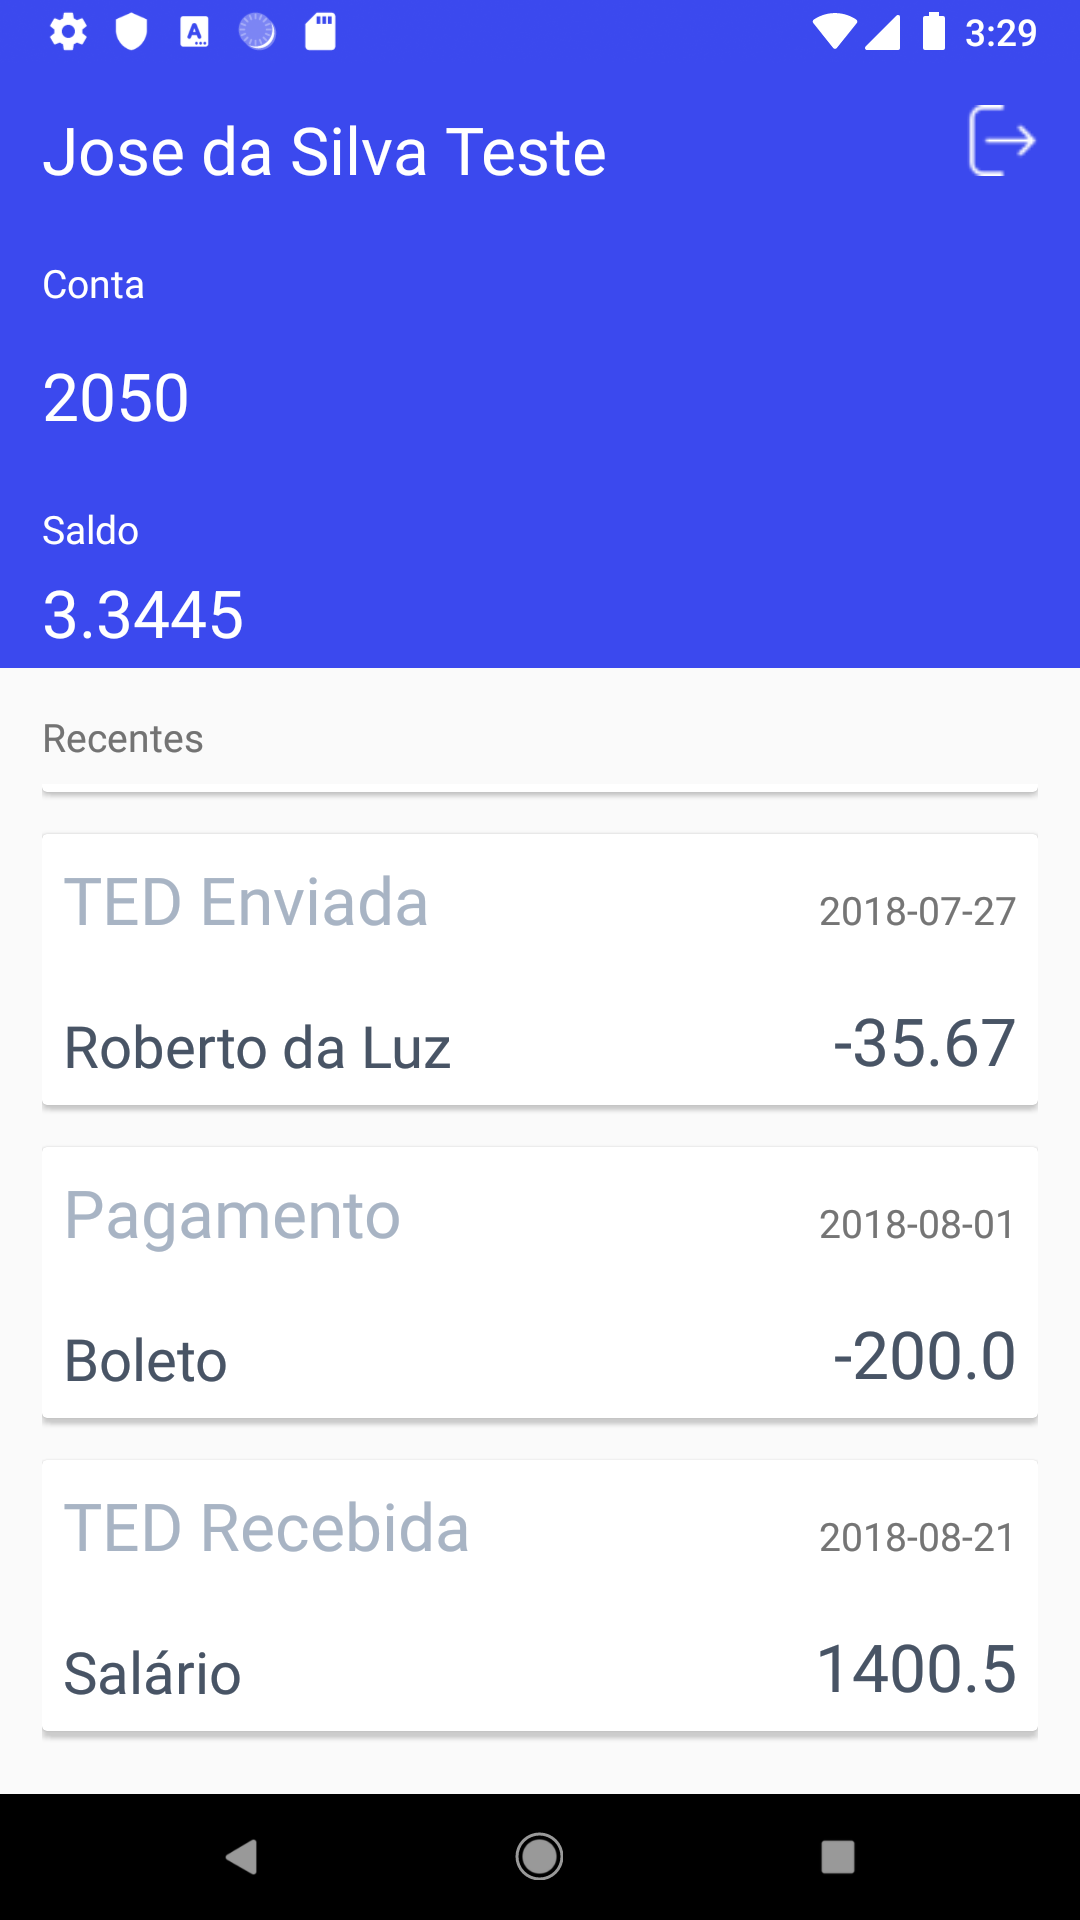 3:29
Jose da Silva Teste
Conta
2050
Saldo
3.3445
Recentes
TED Enviada
2018-07-27
Roberto da Luz
-35.67
Pagamento
2018-08-01
Boleto
-200.0
TED Recebida
2018-08-21
Salário
1400.5